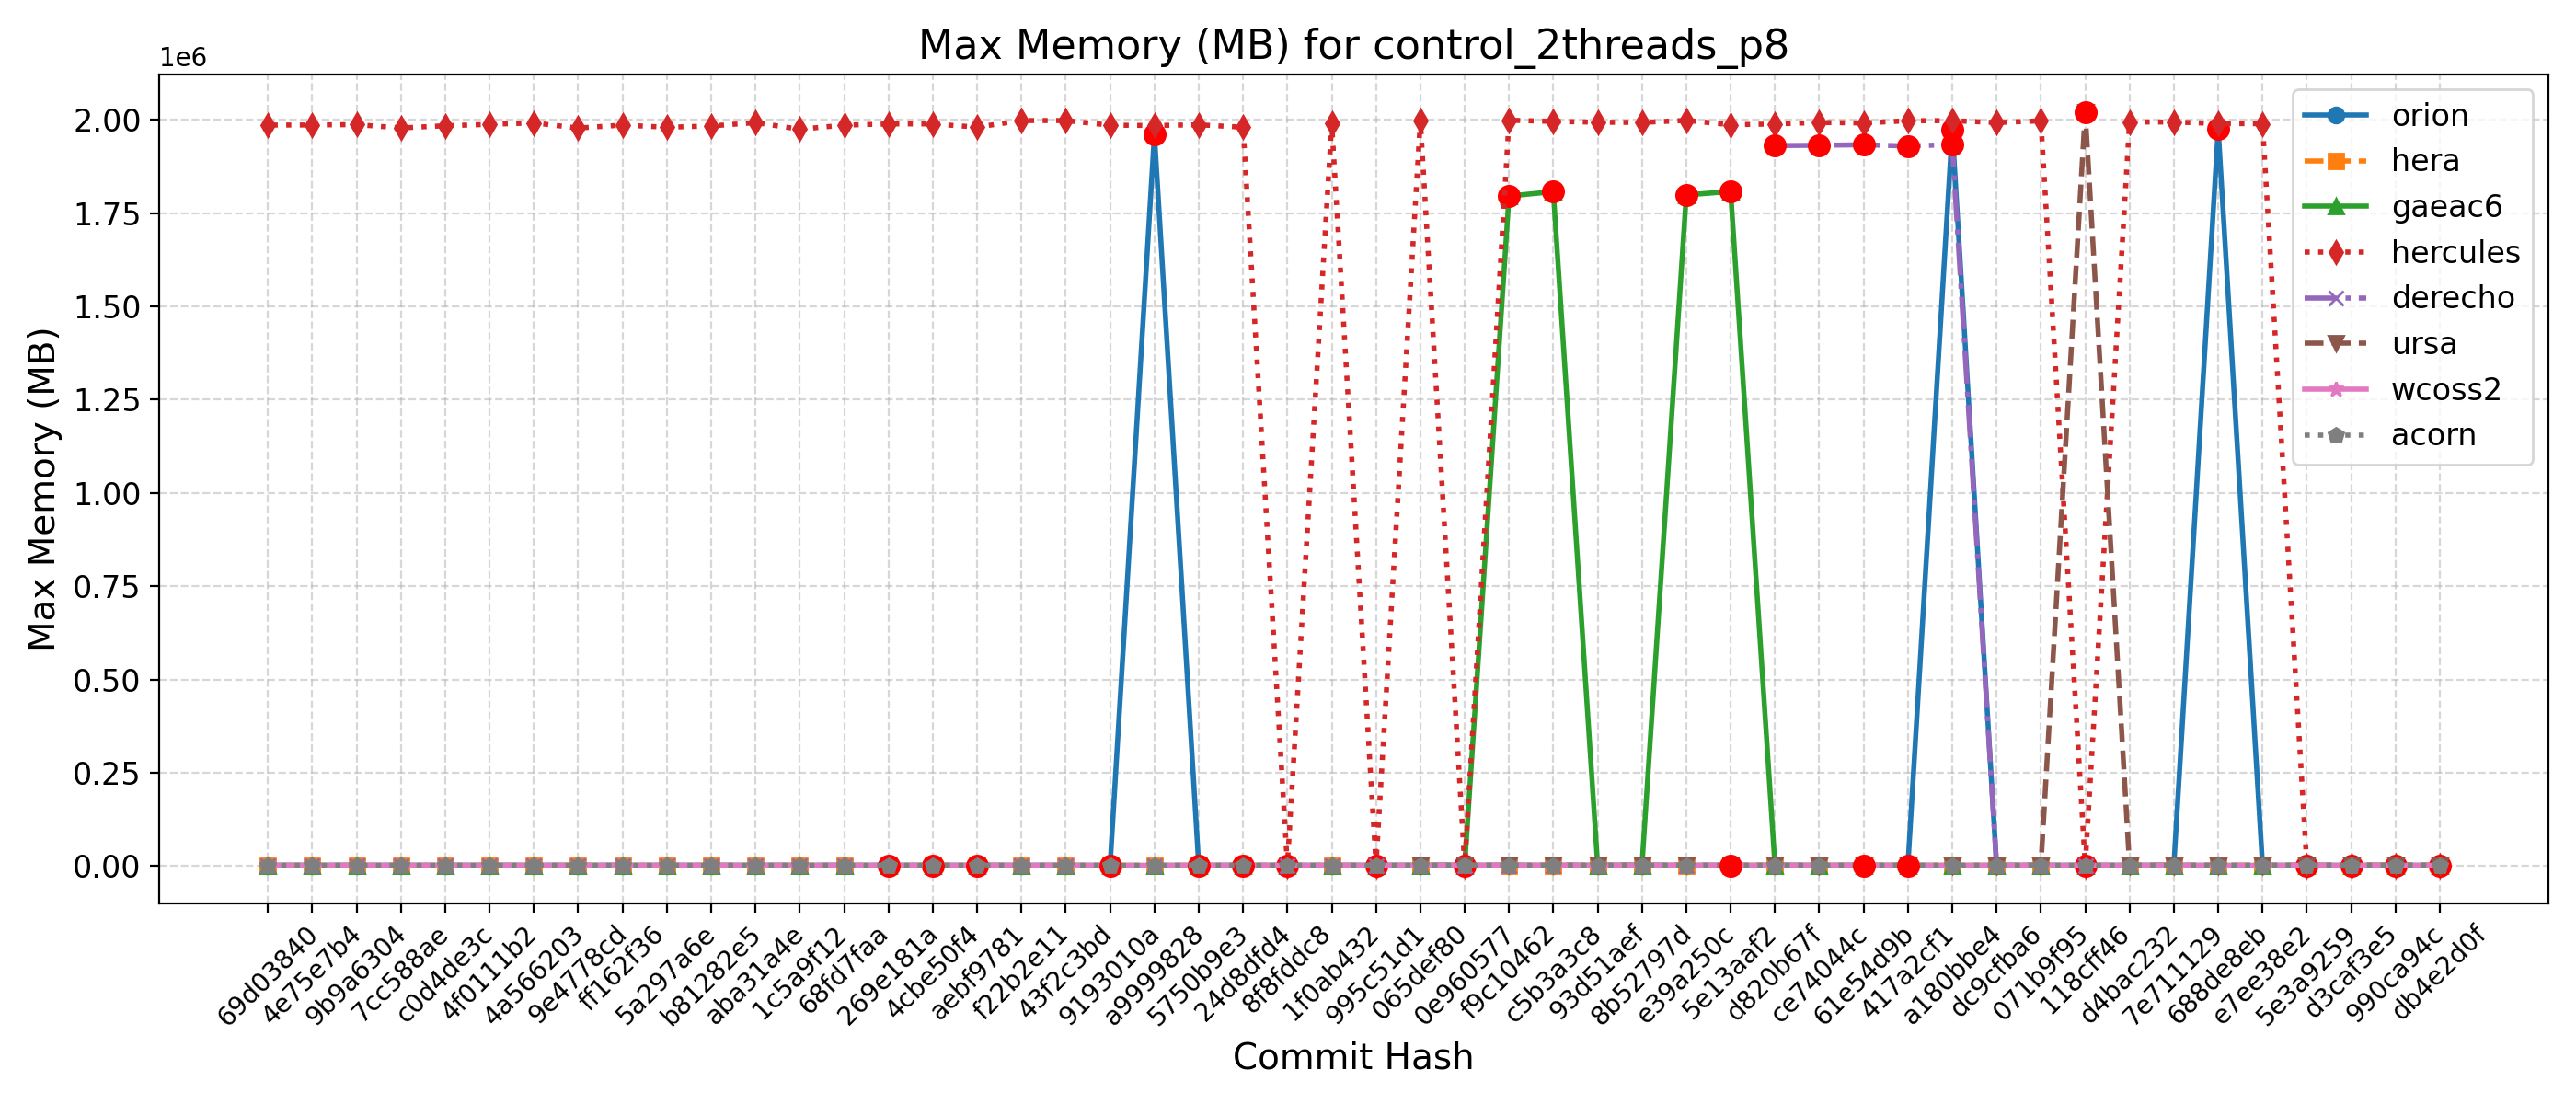 Max Memory (MB) for control_2threads_p8
1e6
2.00
1.75
1.50
1.25
1.00
0.75
0.50
0.25
0.00
Max Memory (MB)
orion
hera
gaeac6
hercules
derecho
ursa
wcoss2
acorn
69d03840
4e75e7b4
9b9a6304
7cc588ae
c0d4de3c
4f0111b2
4a566203
9e4778cd
ff162f36
5a297a6e
b81282e5
aba31a4e
1c5a9f12
68fd7faa
269e181a
4cbe50f4
aebf9781
f22b2e11
43f2c3bd
9193010a
a9999828
5750b9e3
24d8dfd4
8f8fddc8
1f0ab432
995c51d1
065def80
0e960577
f9c10462
c5b3a3c8
93d51aef
8b52797d
e39a250c
5e13aaf2
d820b67f
ce74044c
61e54d9b
417a2cf1
a180bbe4
dc9cfba6
071b9f95
118cff46
d4bac232
7e711129
688de8eb
e7ee38e2
5e3a9259
d3caf3e5
990ca94c
db4e2d0f
Commit Hash